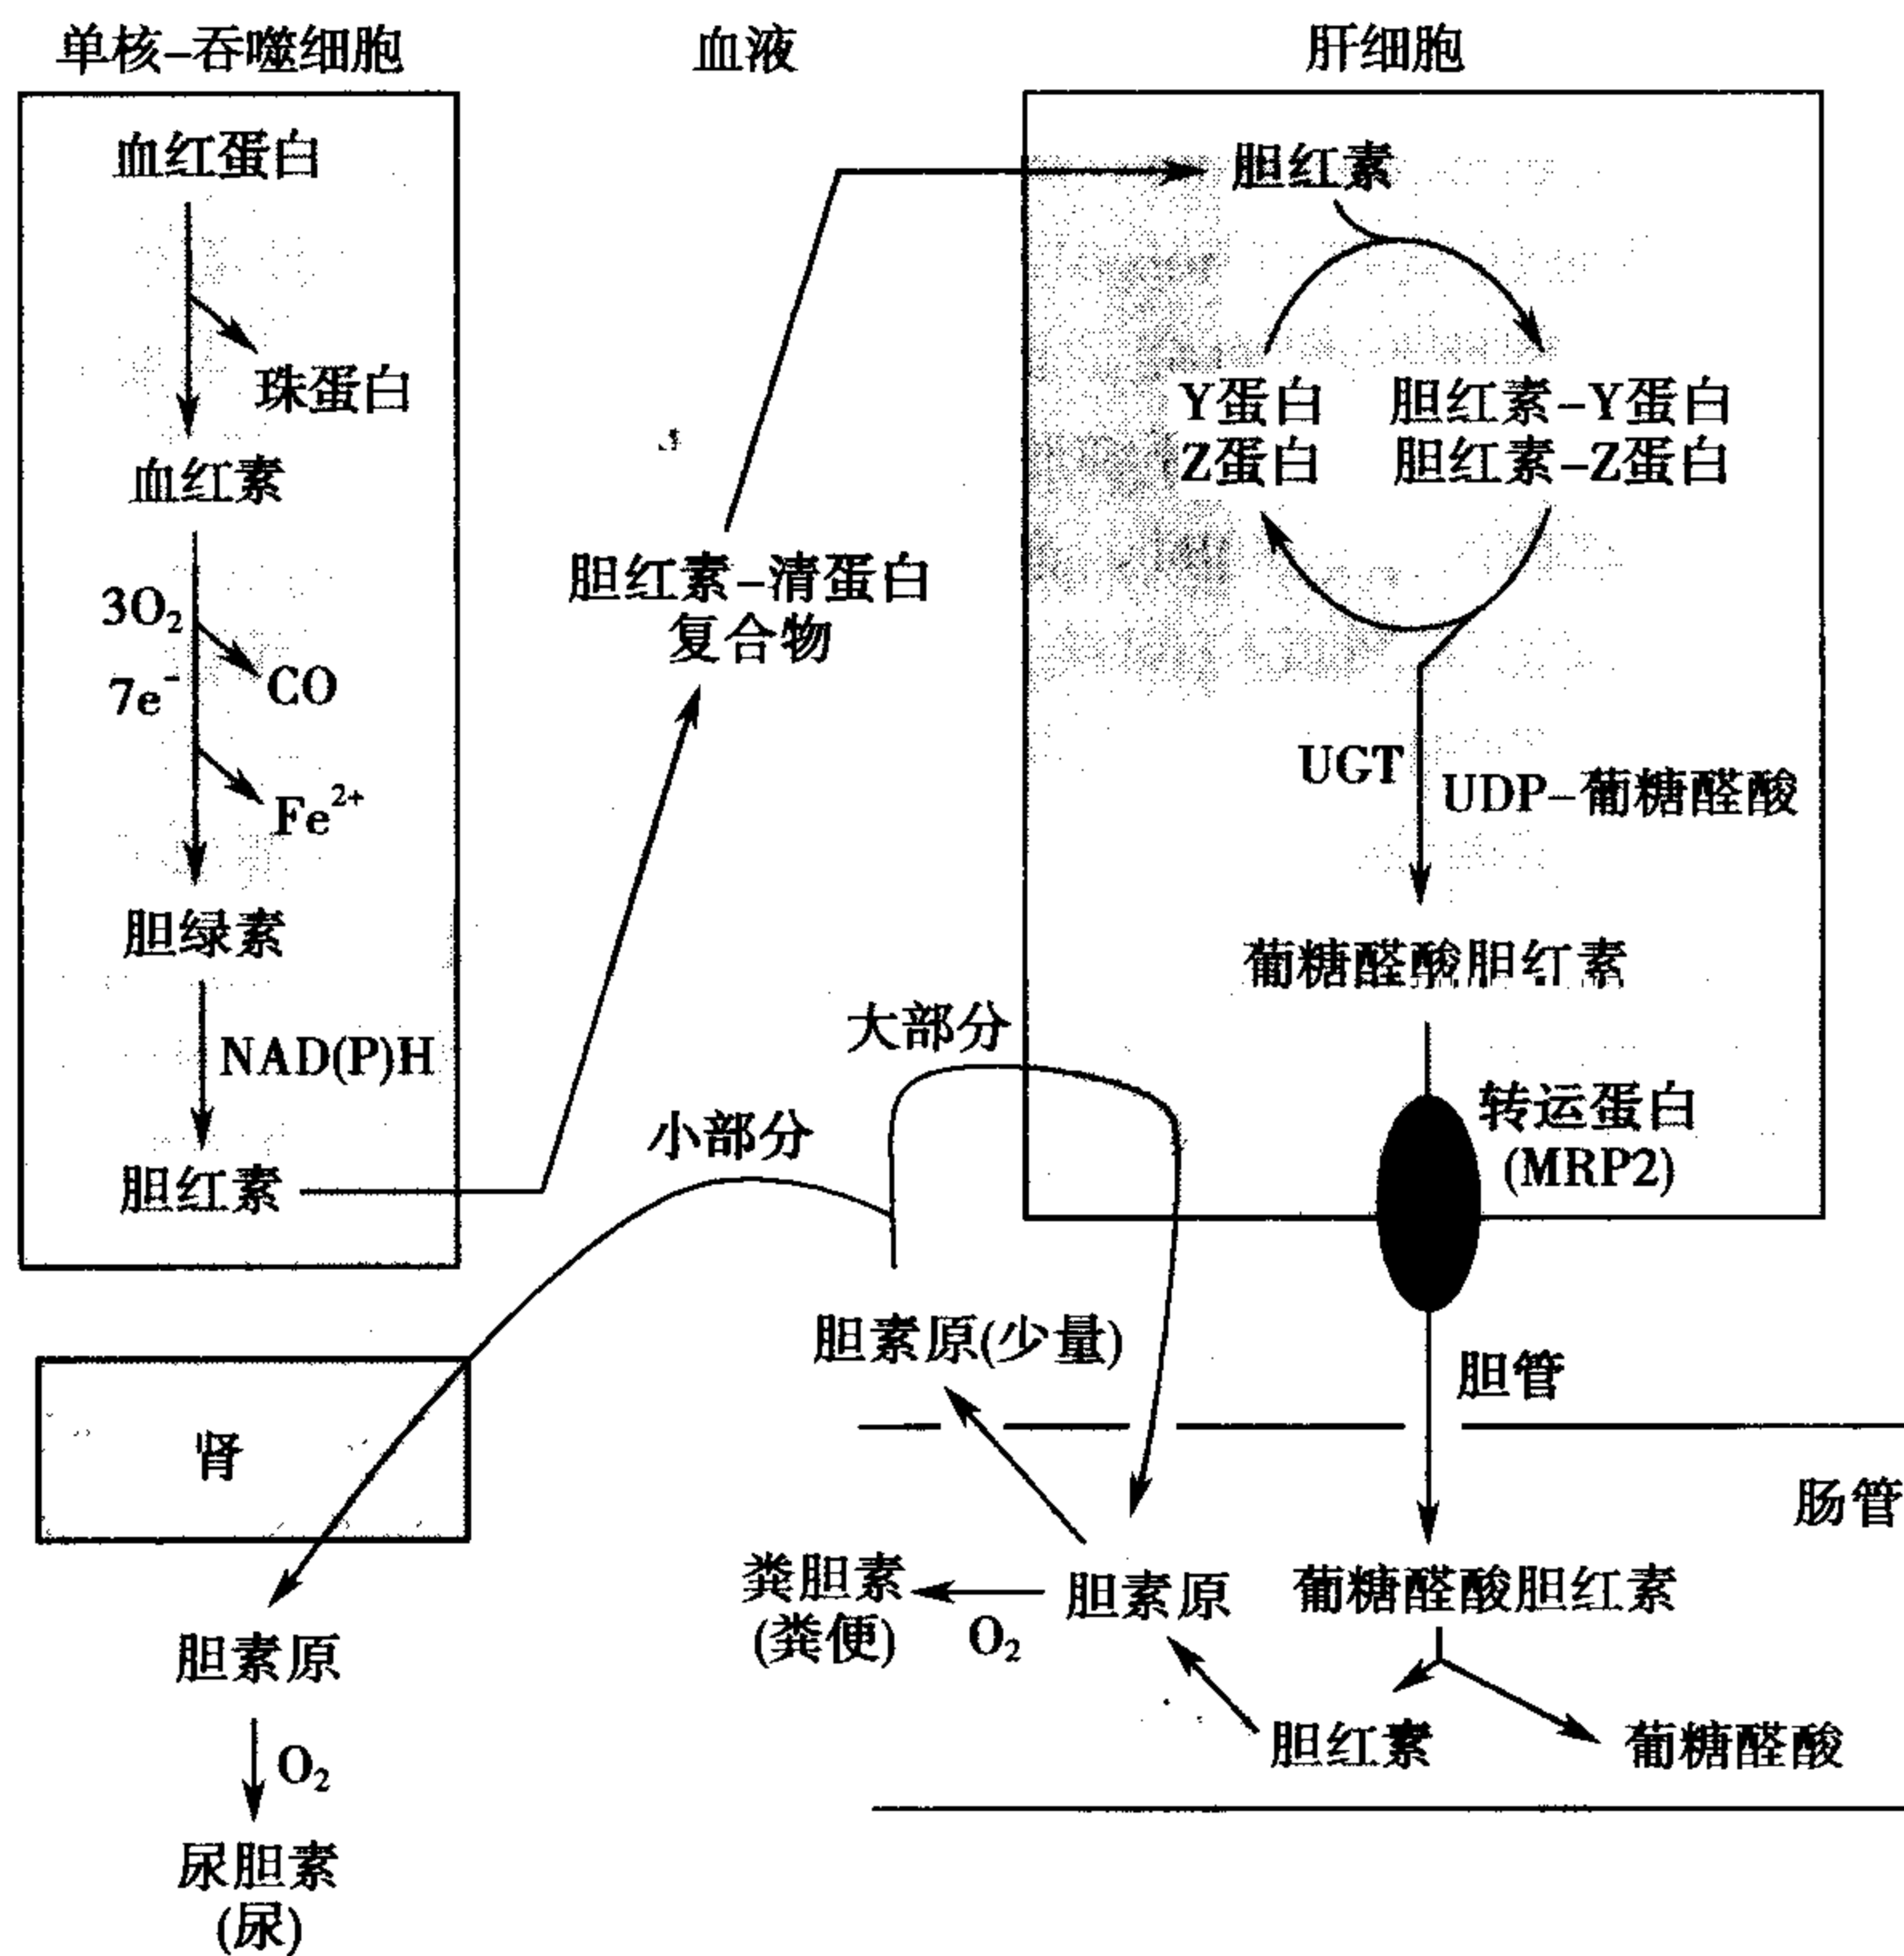 单核-吞噬细胞
血液
肝细胞
血红蛋白
珠蛋白
血红素
3O₂
CO
7e⁻
Fe²⁺
胆绿素
NAD(P)H
胆红素
胆红素-清蛋白
复合物
胆红素
Y蛋白
Z蛋白
胆红素-Y蛋白
胆红素-Z蛋白
UGT
UDP-葡糖醛酸
葡糖醛酸胆红素
转运蛋白
(MRP2)
大部分
小部分
胆素原(少量)
胆管
肠管
肾
胆素原
O₂
尿胆素
(尿)
粪胆素
(粪便)
O₂
胆素原
葡糖醛酸胆红素
胆红素
葡糖醛酸